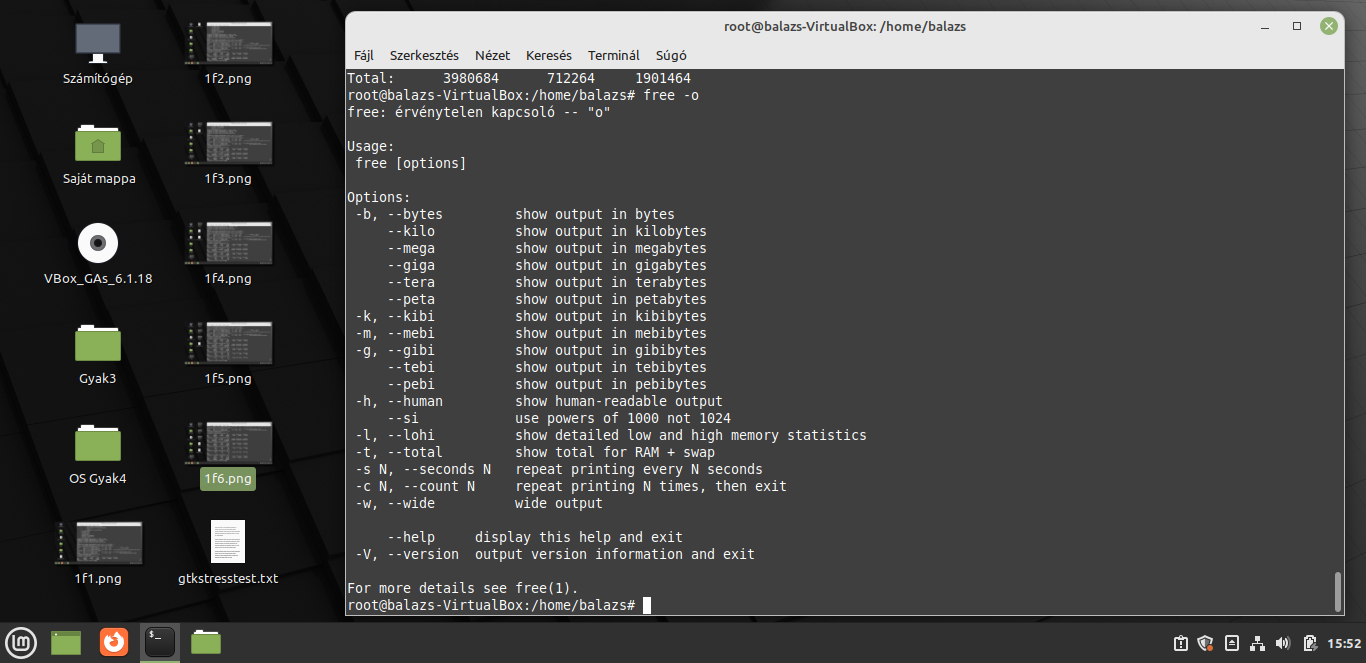 Számítógép
1f2.png
Saját mappa
1f3.png
VBox_GAs_6.1.18
1f4.png
Gyak3
1f5.png
OS Gyak4
1f6.png
1f1.png
gtkstresstest.txt
root@balazs-VirtualBox: /home/balazs
Fájl Szerkesztés Nézet Keresés Terminál Súgó
Total:      3980684      712264     1901464
root@balazs-VirtualBox:/home/balazs# free -o
free: érvénytelen kapcsoló -- "o"
Usage:
 free [options]
Options:
 -b, --bytes         show output in bytes
     --kilo          show output in kilobytes
     --mega          show output in megabytes
     --giga          show output in gigabytes
     --tera          show output in terabytes
     --peta          show output in petabytes
 -k, --kibi          show output in kibibytes
 -m, --mebi          show output in mebibytes
 -g, --gibi          show output in gibibytes
     --tebi          show output in tebibytes
     --pebi          show output in pebibytes
 -h, --human         show human-readable output
     --si            use powers of 1000 not 1024
 -l, --lohi          show detailed low and high memory statistics
 -t, --total         show total for RAM + swap
 -s N, --seconds N   repeat printing every N seconds
 -c N, --count N     repeat printing N times, then exit
 -w, --wide          wide output
     --help     display this help and exit
 -V, --version  output version information and exit
For more details see free(1).
root@balazs-VirtualBox:/home/balazs#
$_
15:52